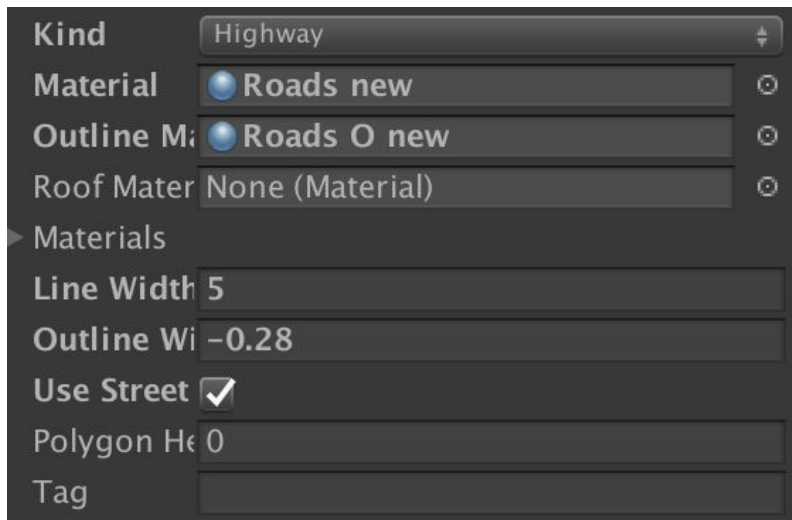 Kind Highway
Material Roads new
Outline Ma Roads O new
Roof Mater None (Material)
Materials
Line Width 5
Outline Wi -0.28
Use Street
Polygon He 0
Tag